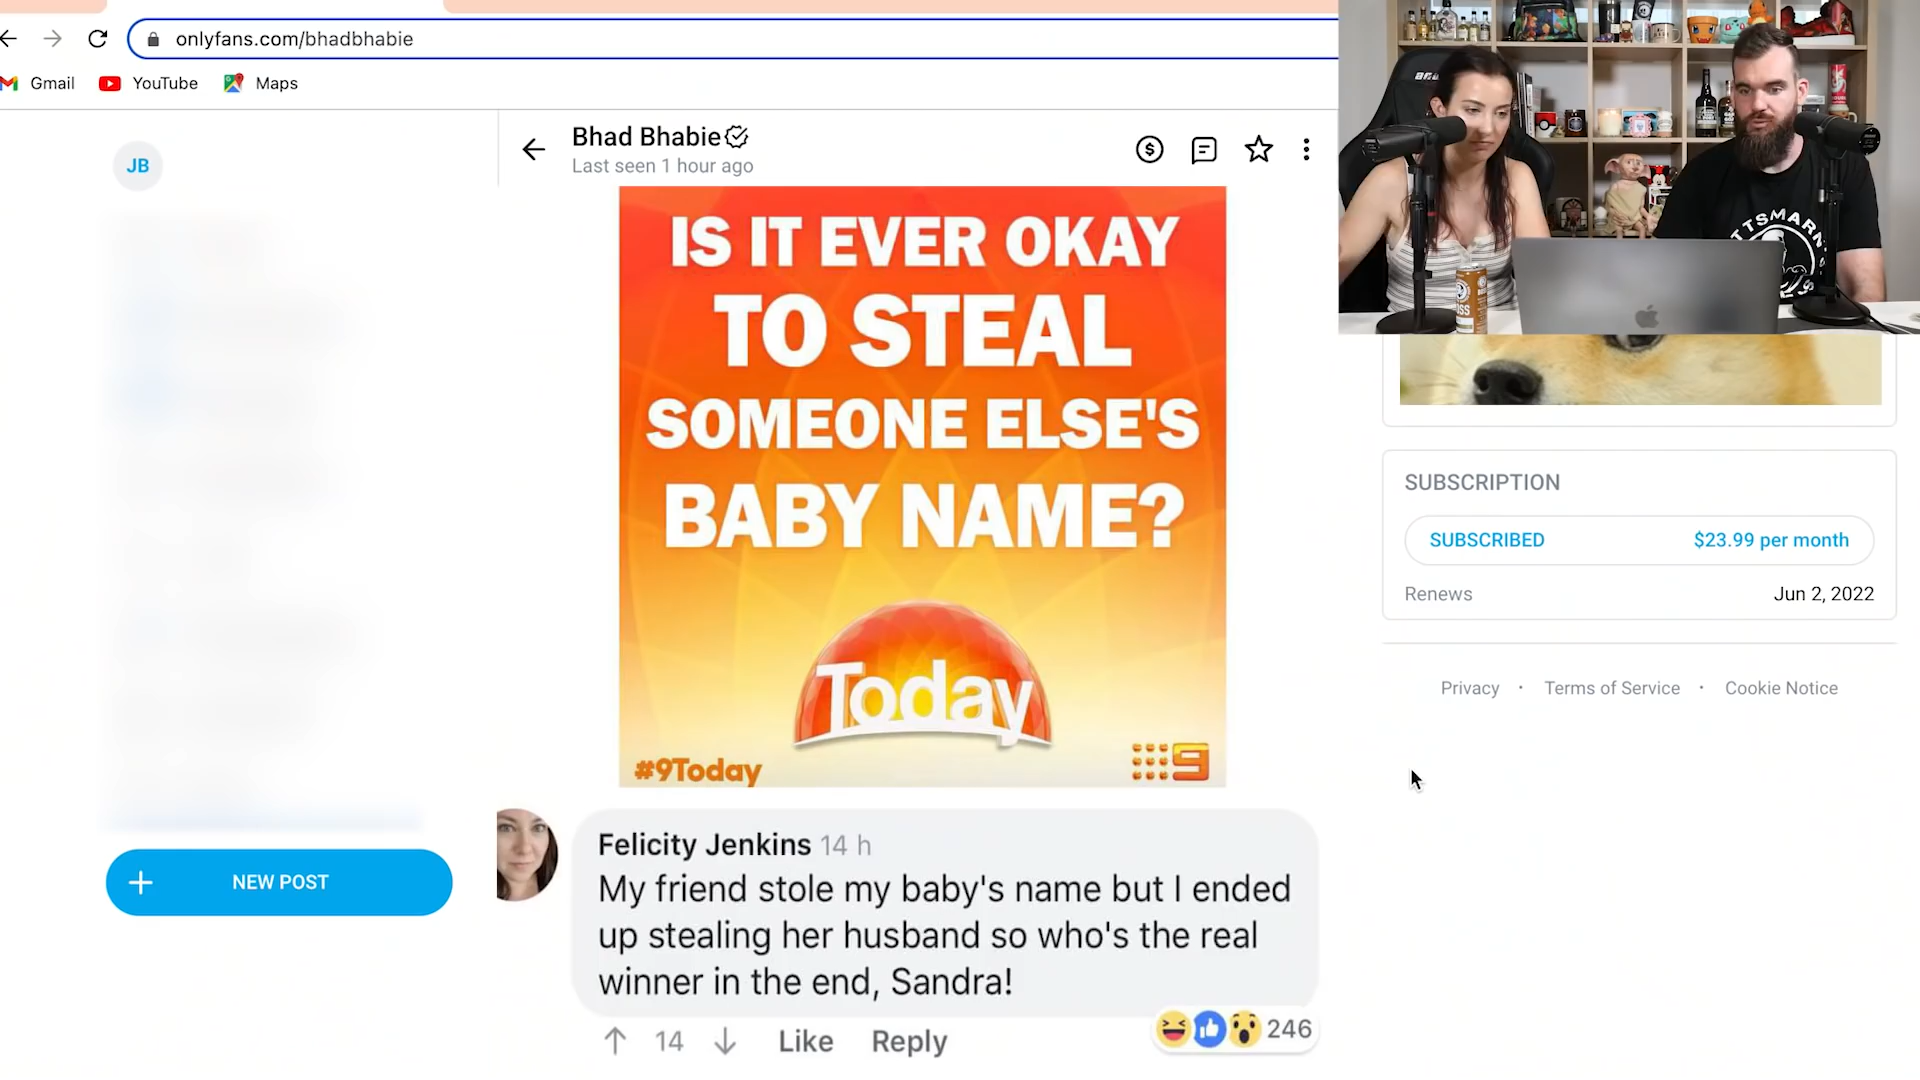 onlyfans.com/bhadbhabie
Gmail
YouTube
Maps
JB
Bhad Bhabie
Last seen 1 hour ago
IS IT EVER OKAY
TO STEAL
SOMEONE ELSE'S
BABY NAME?
Today
#9Today
9
Felicity Jenkins 14 h
My friend stole my baby's name but I ended
up stealing her husband so who's the real
winner in the end, Sandra!
14
Like
Reply
246
NEW POST
SUBSCRIPTION
SUBSCRIBED
$23.99 per month
Renews
Jun 2, 2022
Privacy · Terms of Service · Cookie Notice